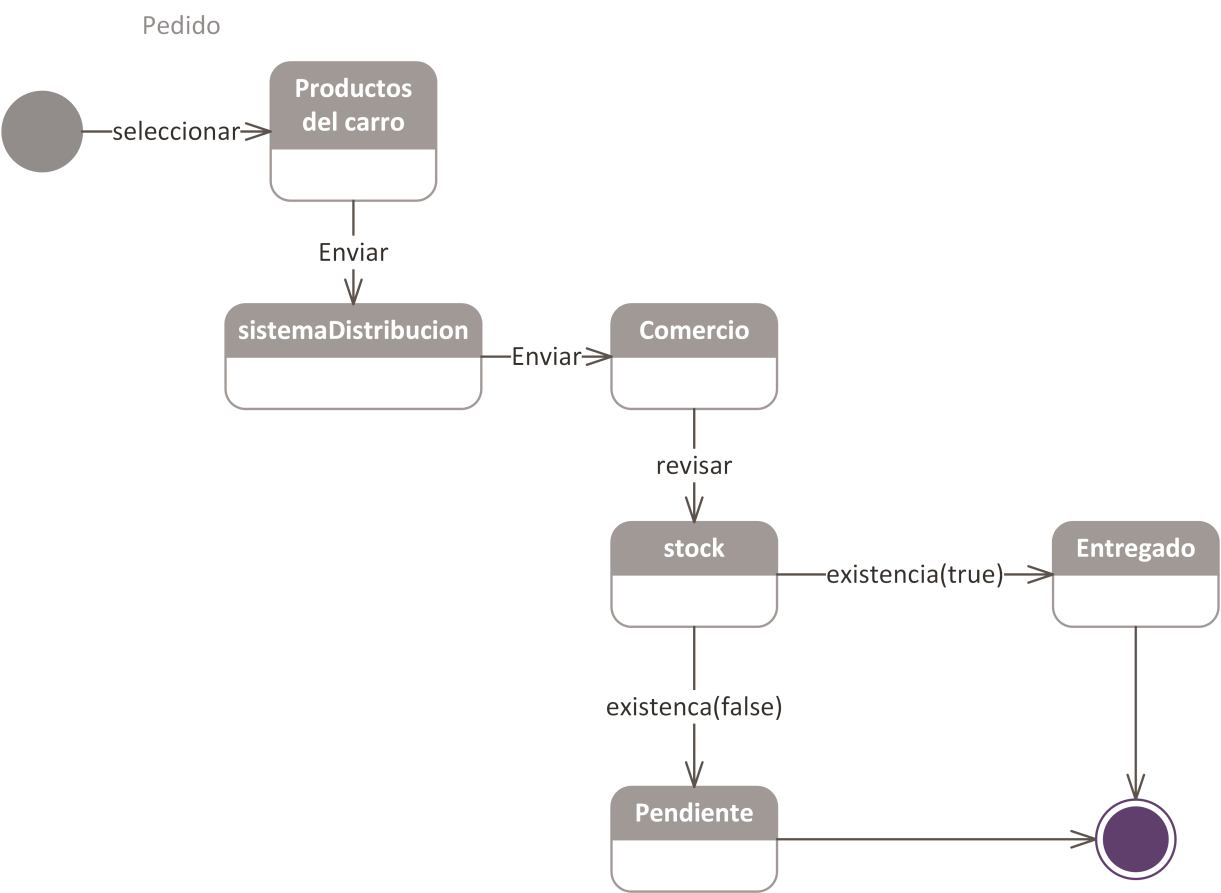 Pedido
Productos
del carro
seleccionar
Enviar
sistemaDistribucion
Enviar
Comercio
revisar
stock
existencia(true)
Entregado
existenca(false)
Pendiente